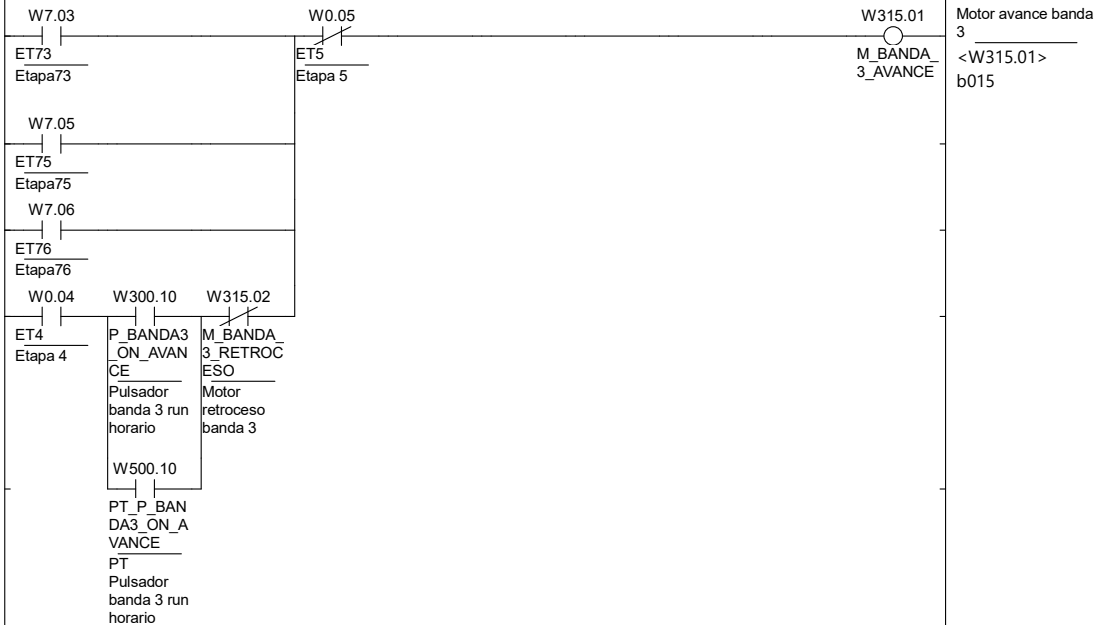 W7.03
W0.05
W315.01
Motor avance banda
3
ET73
ET5
M_BANDA_
3_AVANCE
<W315.01>
Etapa73
Etapa 5
b015
W7.05
ET75
Etapa75
W7.06
ET76
Etapa76
W0.04
W300.10
W315.02
ET4
Etapa 4
P_BANDA3
_ON_AVAN
CE
Pulsador
banda 3 run
horario
M_BANDA_
3_RETROC
ESO
Motor
retroceso
banda 3
W500.10
PT_P_BAN
DA3_ON_A
VANCE
PT
Pulsador
banda 3 run
horario